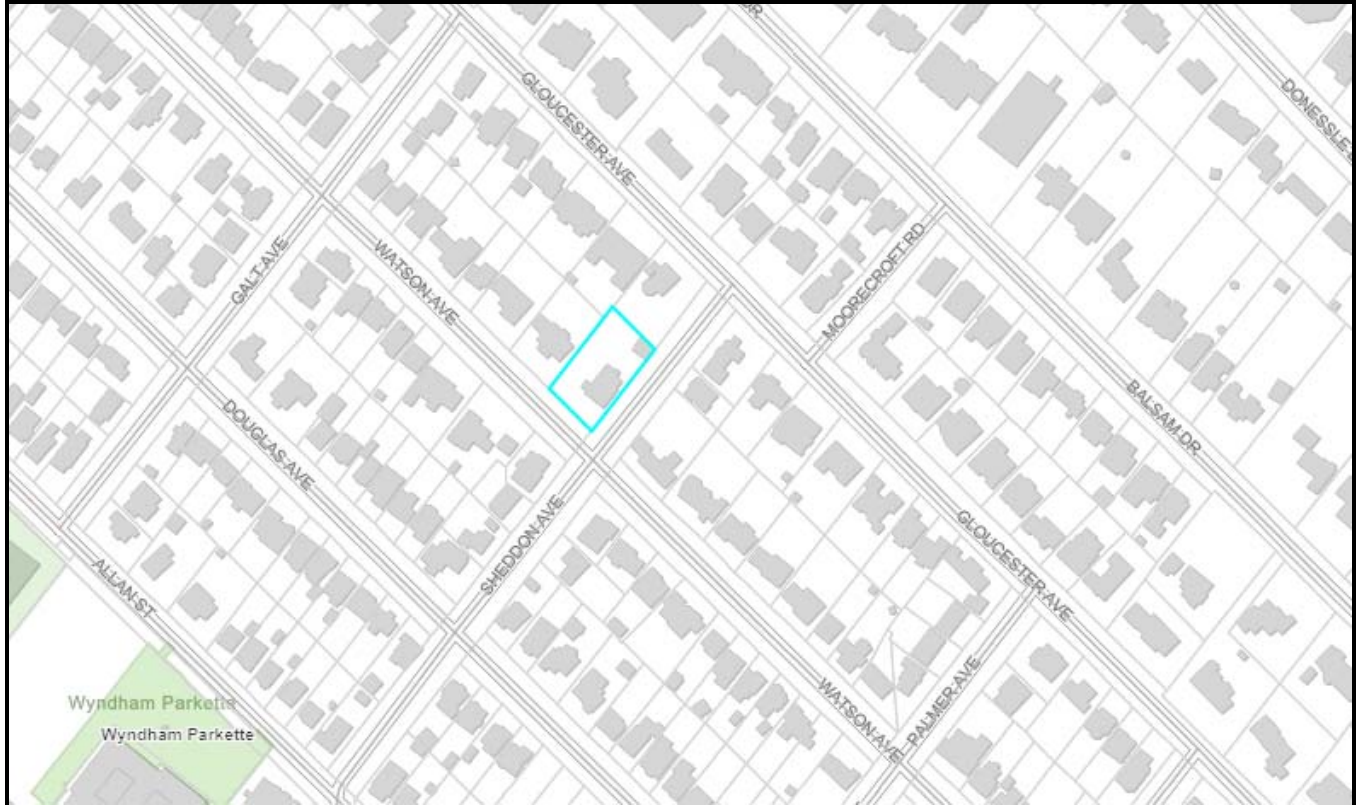 DR
GLOUCESTER AVE
DONESSLE
GALT AVE
WATSON AVE
MOORECROFT RD
BALSAM DR
DOUGLAS AVE
SHEDDON AVE
GLOUCESTER AVE
ALLAN ST
WATSON AVE
PALMER AVE
Wyndham Parkette
Wyndham Parkette